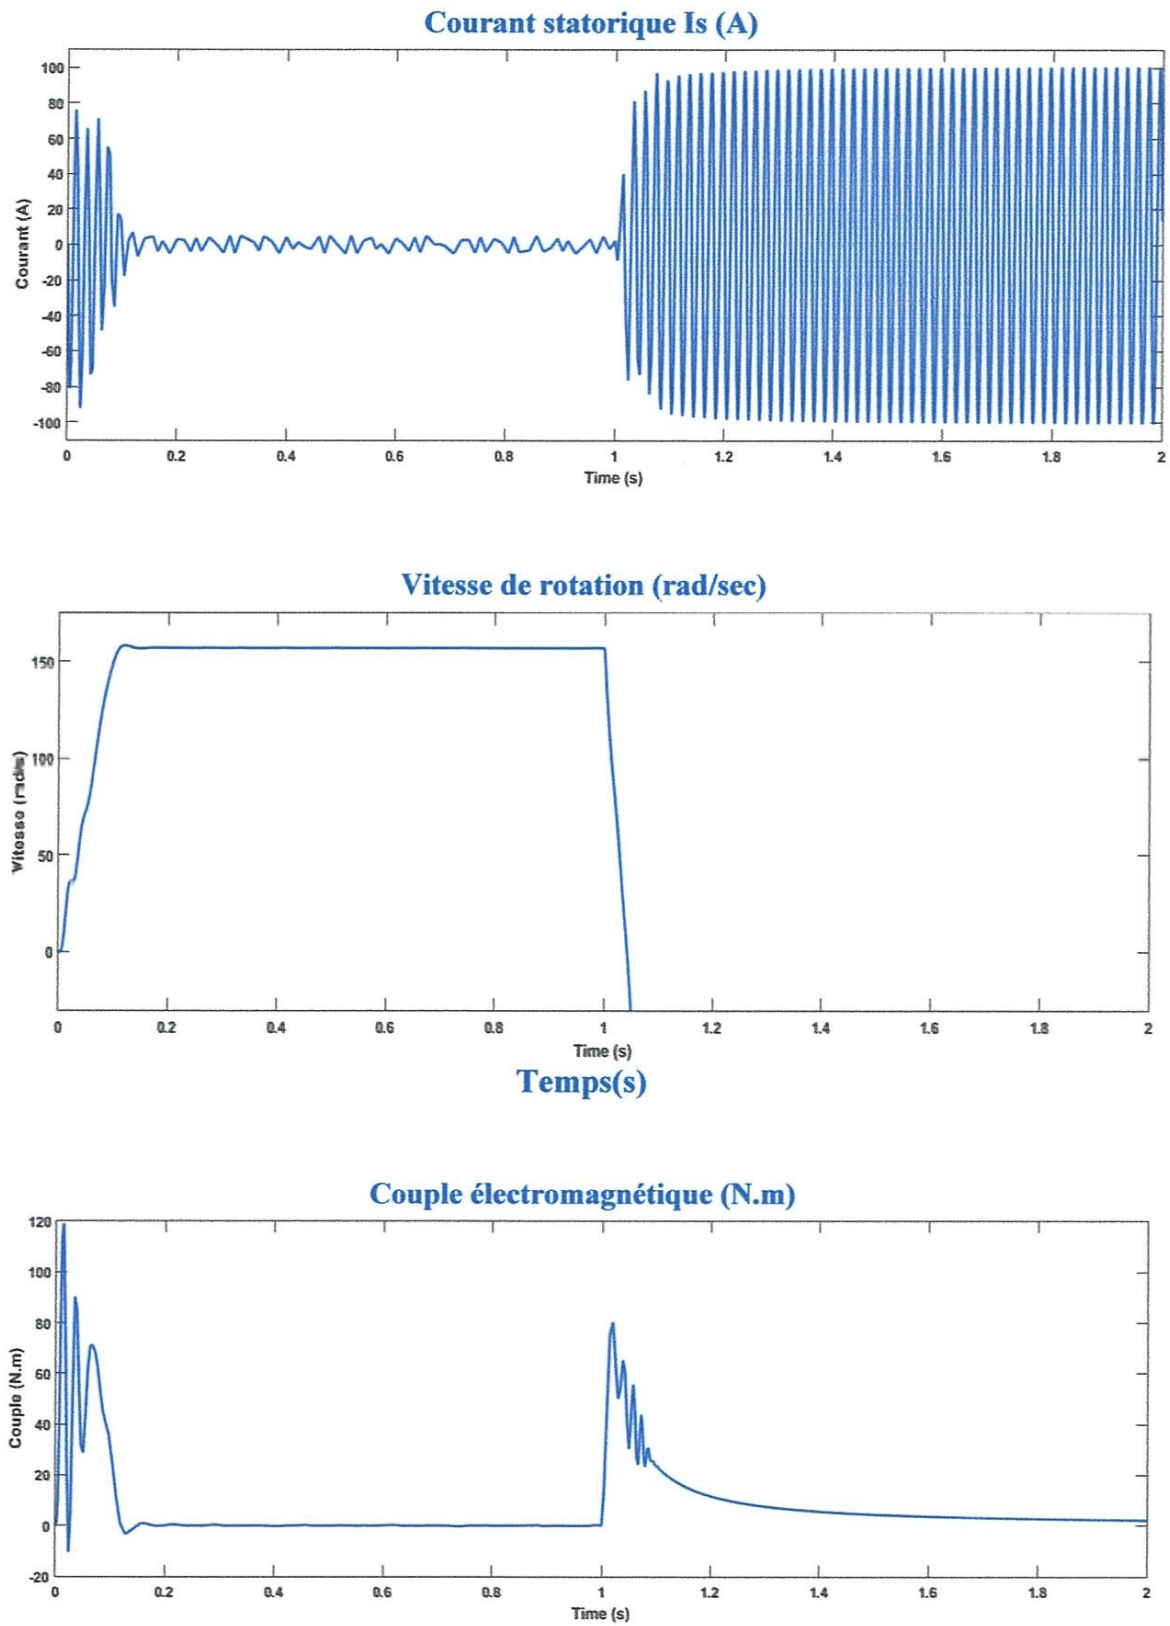 Courant statorique Is (A)
100
80
60
40
20
0
-20
-40
-60
-80
-100
Courant (A)
0 0.2 0.4 0.6 0.8 1 1.2 1.4 1.6 1.8 2
Time (s)
Vitesse de rotation (rad/sec)
150
100
50
0
Vitesse (rad/s)
0 0.2 0.4 0.6 0.8 1 1.2 1.4 1.6 1.8 2
Time (s)
Temps(s)
Couple électromagnétique (N.m)
120
100
80
60
40
20
0
-20
Couple (N.m)
0 0.2 0.4 0.6 0.8 1 1.2 1.4 1.6 1.8 2
Time (s)